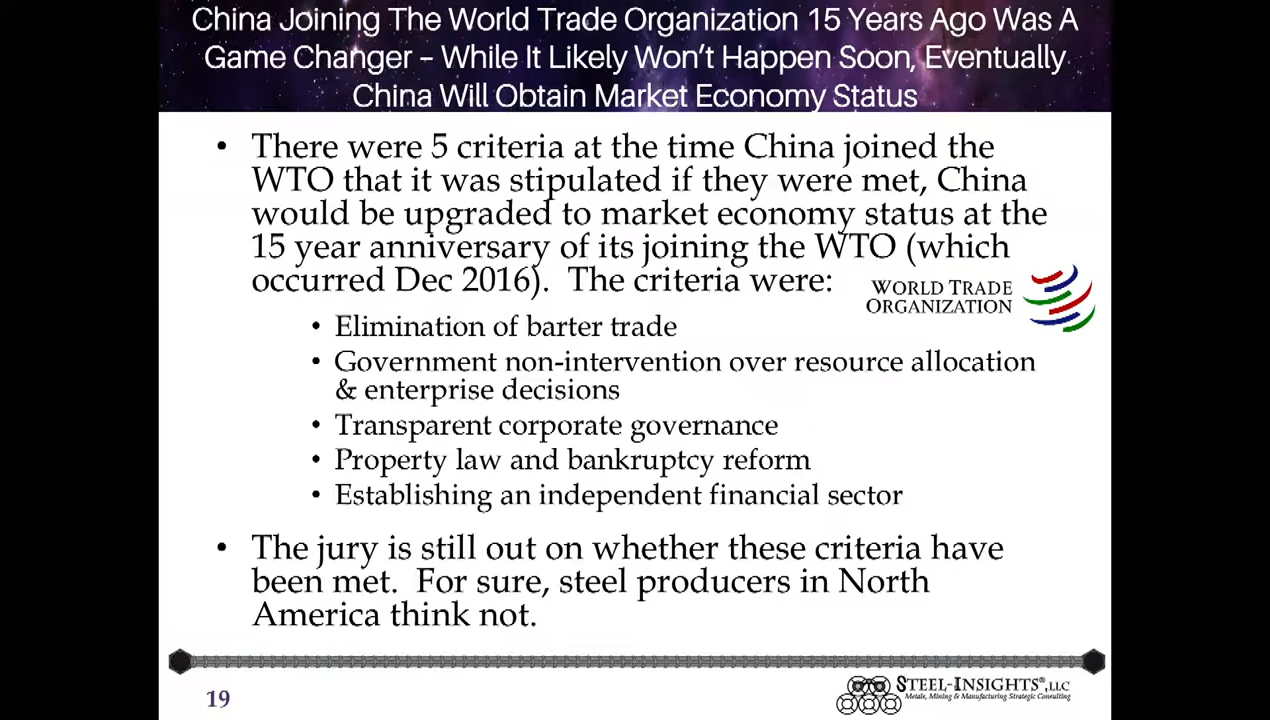 China Joining The World Trade Organization 15 Years Ago Was A
Game Changer – While It Likely Won't Happen Soon, Eventually
China Will Obtain Market Economy Status
• There were 5 criteria at the time China joined the
WTO that it was stipulated if they were met, China
would be upgraded to market economy status at the
15 year anniversary of its joining the WTO (which
occurred Dec 2016). The criteria were:
WORLD TRADE
ORGANIZATION
• Elimination of barter trade
• Government non-intervention over resource allocation
& enterprise decisions
• Transparent corporate governance
• Property law and bankruptcy reform
• Establishing an independent financial sector
• The jury is still out on whether these criteria have
been met. For sure, steel producers in North
America think not.
19
STEEL-INSIGHTS®, LLC
Metals, Mining & Manufacturing Strategic Consulting